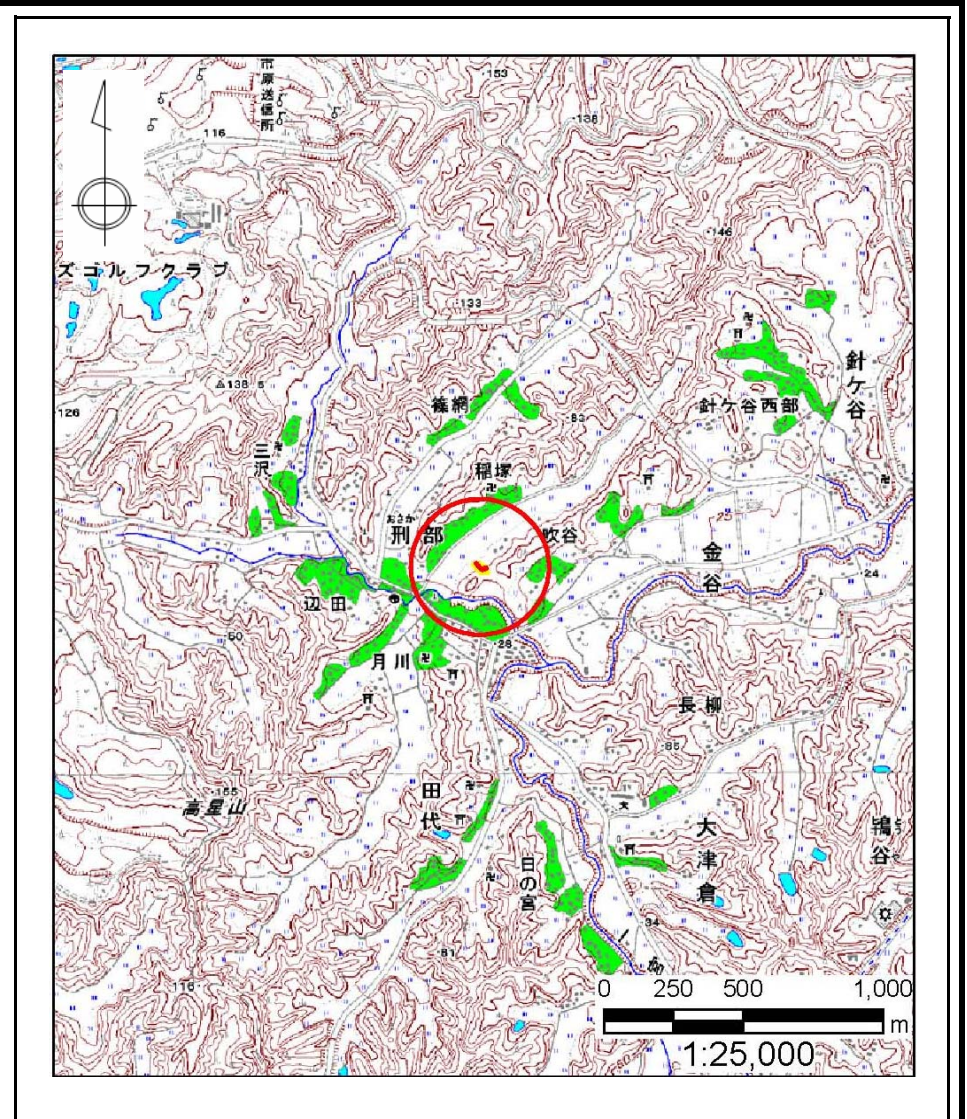 市原送信所
·153
·138
116
·146
ズゴルフクラブ
·133
針ケ谷
△138.5
篠網
針ケ谷西部
126
·83
三沢
稲塚
おさかべ
刑部
吹谷
25
金谷
·24
辺田
·50
·28
月川
長柳
·85
高星山
田代
大津倉
鴇谷
日の宮
·34
·81
116·
0 250 500 1,000
m
1:25,000